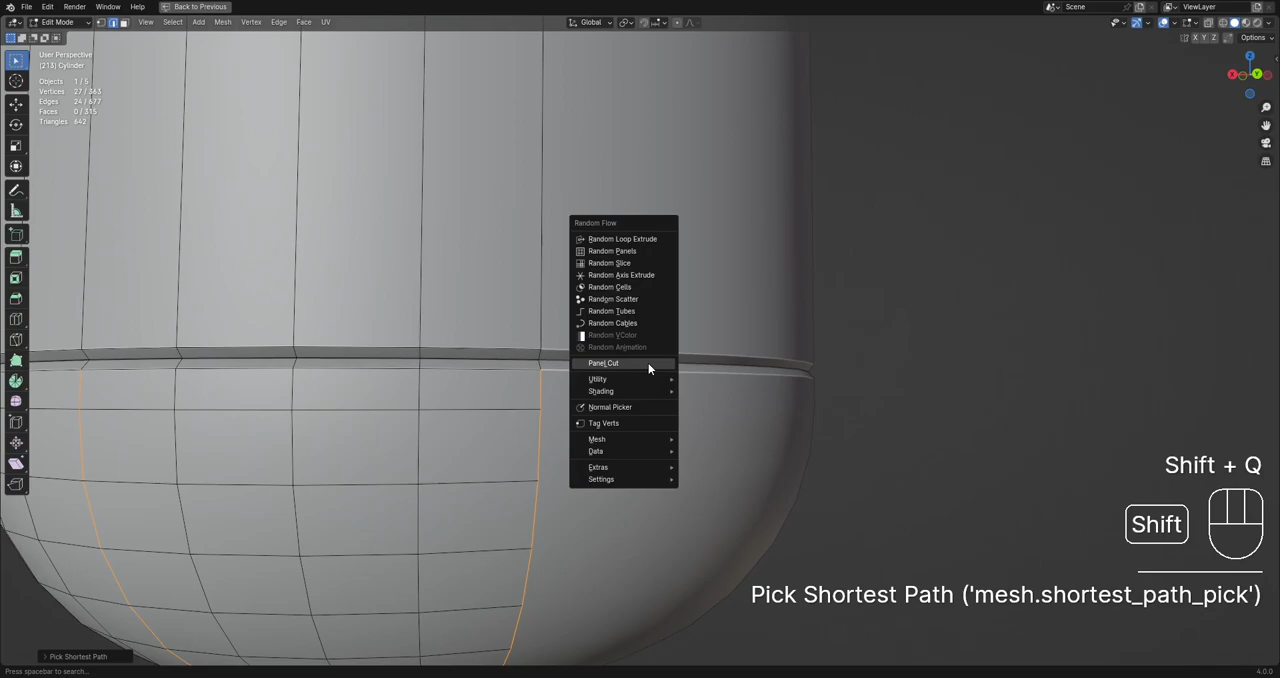 File Edit Render Window Help Back to Previous Scene ViewLayer
Edit Mode View Select Add Mesh Vertex Edge Face UV Global
X Y Z Options
User Perspective
(213) Cylinder
Objects 1 / 5
Vertices 27 / 363
Edges 24 / 677
Faces 0 / 315
Triangles 642
Z
X Y
Random Flow
Random Loop Extrude
Random Panels
Random Slice
Random Axis Extrude
Random Cells
Random Scatter
Random Tubes
Random Cables
Random VColor
Random Animation
Panel Cut
Utility
Shading
Normal Picker
Tag Verts
Mesh
Data
Extras
Settings
Shift + Q
Shift
Pick Shortest Path ('mesh.shortest_path_pick')
Pick Shortest Path
Press spacebar to search...
4.0.0